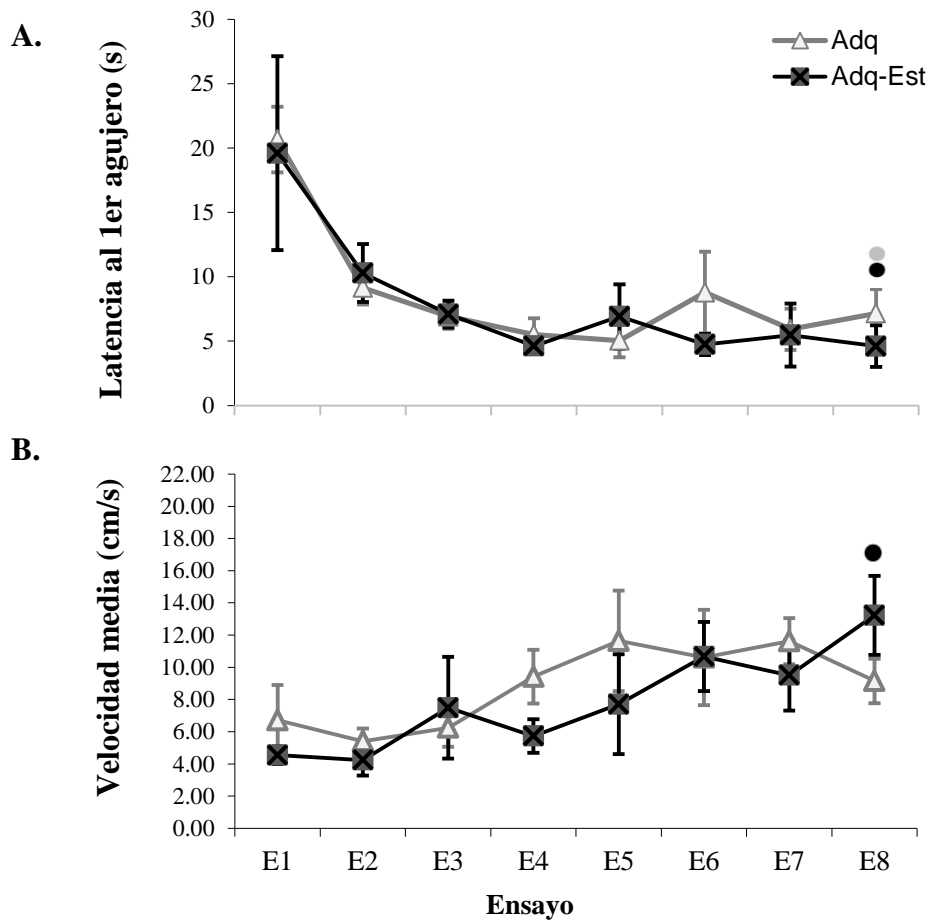 A.
Latencia al 1er agujero (s)
30
25
20
15
10
5
0
Adq
Adq-Est
B.
Velocidad media (cm/s)
22.00
20.00
18.00
16.00
14.00
12.00
10.00
8.00
6.00
4.00
2.00
0.00
E1 E2 E3 E4 E5 E6 E7 E8
Ensayo